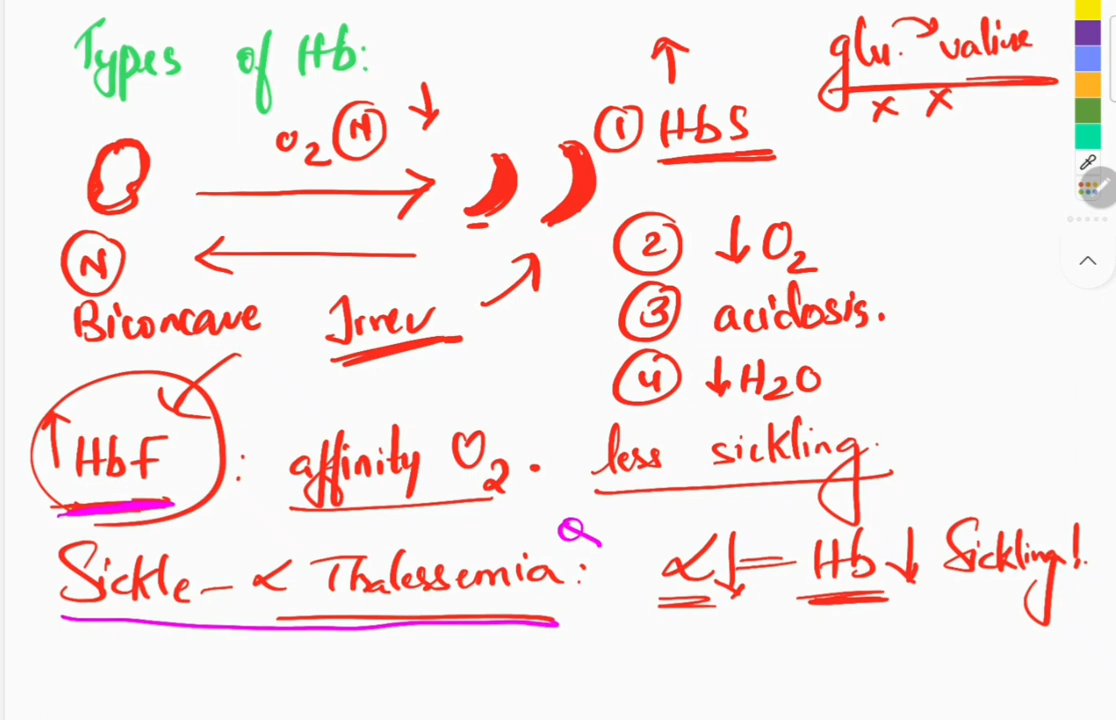 Types of Hb:
glu. → valine
x x
↑
O2 (N) ↓
① HbS
(N)
② ↓ O2
Biconcave Irrev
③ acidosis.
④ ↓ H2O
↑ HbF : affinity O2. less sickling.
Sickle - α Thalessemia: α↓ = Hb↓ Sickling!